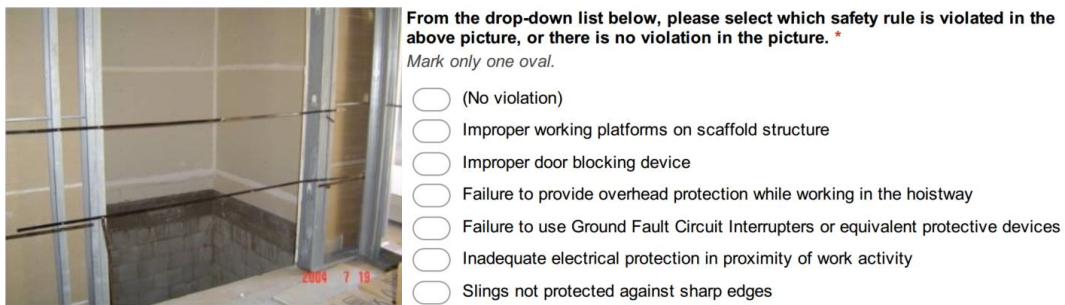 From the drop-down list below, please select which safety rule is violated in the
above picture, or there is no violation in the picture. *
Mark only one oval.
(No violation)
Improper working platforms on scaffold structure
Improper door blocking device
Failure to provide overhead protection while working in the hoistway
Failure to use Ground Fault Circuit Interrupters or equivalent protective devices
Inadequate electrical protection in proximity of work activity
Slings not protected against sharp edges
2004 7 19